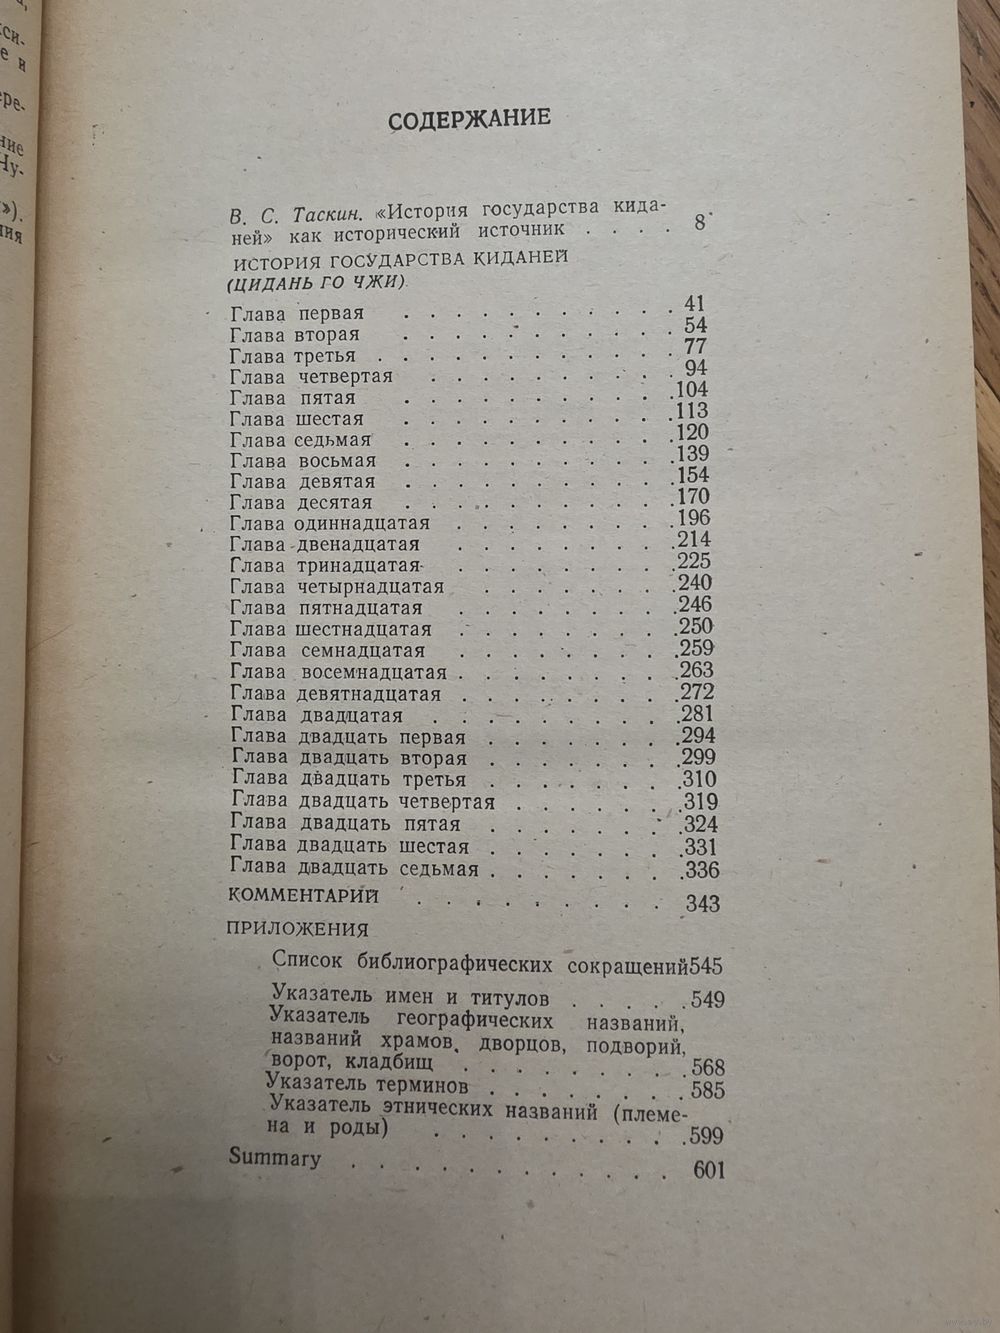 СОДЕРЖАНИЕ
В. С. Таскин. «История государства кида-
ней» как исторический источник . . . . 8
ИСТОРИЯ ГОСУДАРСТВА КИДАНЕЙ
(ЦИДАНЬ ГО ЧЖИ)
Глава первая . . . . . . . . . . . 41
Глава вторая . . . . . . . . . . . 54
Глава третья . . . . . . . . . . . . 77
Глава четвертая . . . . . . . . . . 94
Глава пятая . . . . . . . . . . . 104
Глава шестая . . . . . . . . . . . 113
Глава седьмая . . . . . . . . . . . 120
Глава восьмая . . . . . . . . . . . 139
Глава девятая . . . . . . . . . . . 154
Глава десятая . . . . . . . . . . . 170
Глава одиннадцатая . . . . . . . . . 196
Глава двенадцатая . . . . . . . . . 214
Глава тринадцатая . . . . . . . . . 225
Глава четырнадцатая . . . . . . . . 240
Глава пятнадцатая . . . . . . . . . 246
Глава шестнадцатая . . . . . . . . . 250
Глава семнадцатая . . . . . . . . . 259
Глава восемнадцатая . . . . . . . . . 263
Глава девятнадцатая . . . . . . . . . 272
Глава двадцатая . . . . . . . . . . 281
Глава двадцать первая . . . . . . . . 294
Глава двадцать вторая . . . . . . . . 299
Глава двадцать третья . . . . . . . . 310
Глава двадцать четвертая . . . . . . . 319
Глава двадцать пятая . . . . . . . . 324
Глава двадцать шестая . . . . . . . . 331
Глава двадцать седьмая . . . . . . . . 336
КОММЕНТАРИЙ . . . . . . . . . 343
ПРИЛОЖЕНИЯ
Список библиографических сокращений545
Указатель имен и титулов . . . . . 549
Указатель географических названий,
названий храмов, дворцов, подворий,
ворот, кладбищ . . . . . . . . . 568
Указатель терминов . . . . . . . . 585
Указатель этнических названий (племе-
на и роды) . . . . . . . . . . 599
Summary . . . . . . . . . . . . 601